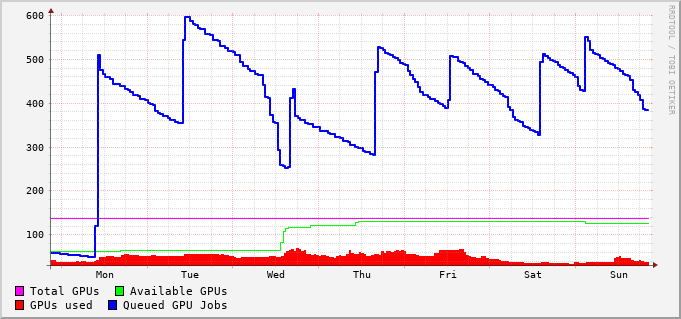 600
500
400
300
200
100
Mon Tue Wed Thu Fri Sat Sun
Total GPUs Available GPUs
GPUs used Queued GPU Jobs
RRDTOOL / TOBI OETIKER